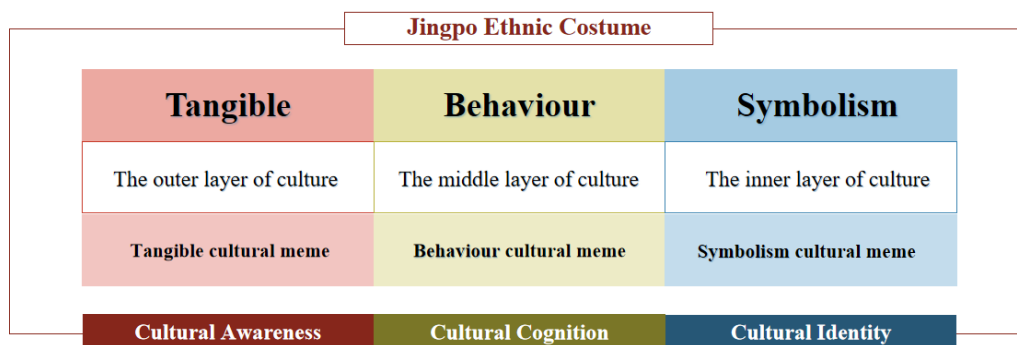 Jingpo Ethnic Costume
Tangible Behaviour Symbolism
The outer layer of culture The middle layer of culture The inner layer of culture
Tangible cultural meme Behaviour cultural meme Symbolism cultural meme
Cultural Awareness Cultural Cognition Cultural Identity